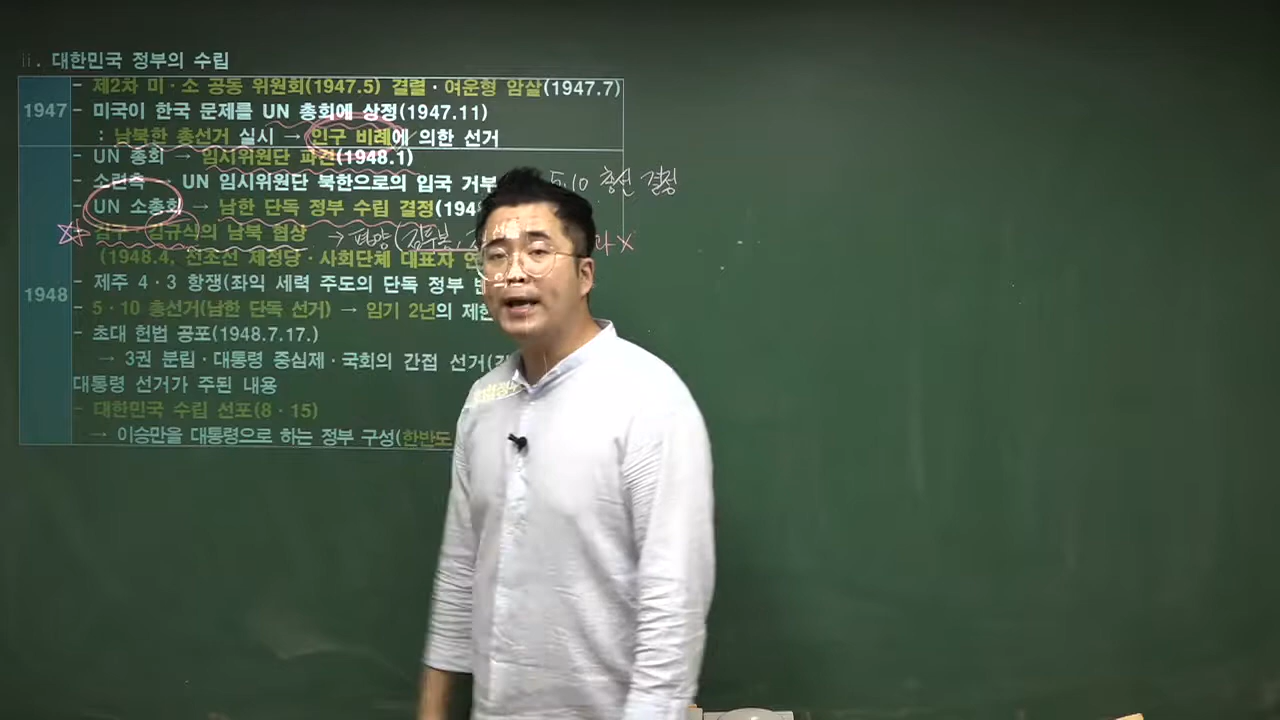 ii. 대한민국 정부의 수립
1947
- 제2차 미·소 공동 위원회(1947.5) 결렬·여운형 암살(1947.7)
- 미국이 한국 문제를 UN 총회에 상정(1947.11)
: 남북한 총선거 실시 → 인구 비례에 의한 선거
1948
- UN 총회 → 임시위원단 파견(1948.1)
- 소련측 → UN 임시위원단 북한으로의 입국 거부
5.10 총선 결정
- UN 소총회 → 남한 단독 정부 수립 결정(194
- 김구·김규식의 남북 협상 → 평양(김두봉,
(1948.4, 전조선 제정당·사회단체 대표자 연
- 제주 4·3 항쟁(좌익 세력 주도의 단독 정부
- 5·10 총선거(남한 단독 선거) → 임기 2년의 제헌
- 초대 헌법 공포(1948.7.17.)
→ 3권 분립·대통령 중심제·국회의 간접 선거(
대통령 선거가 주된 내용
- 대한민국 수립 선포(8·15)
→ 이승만을 대통령으로 하는 정부 구성(한반도